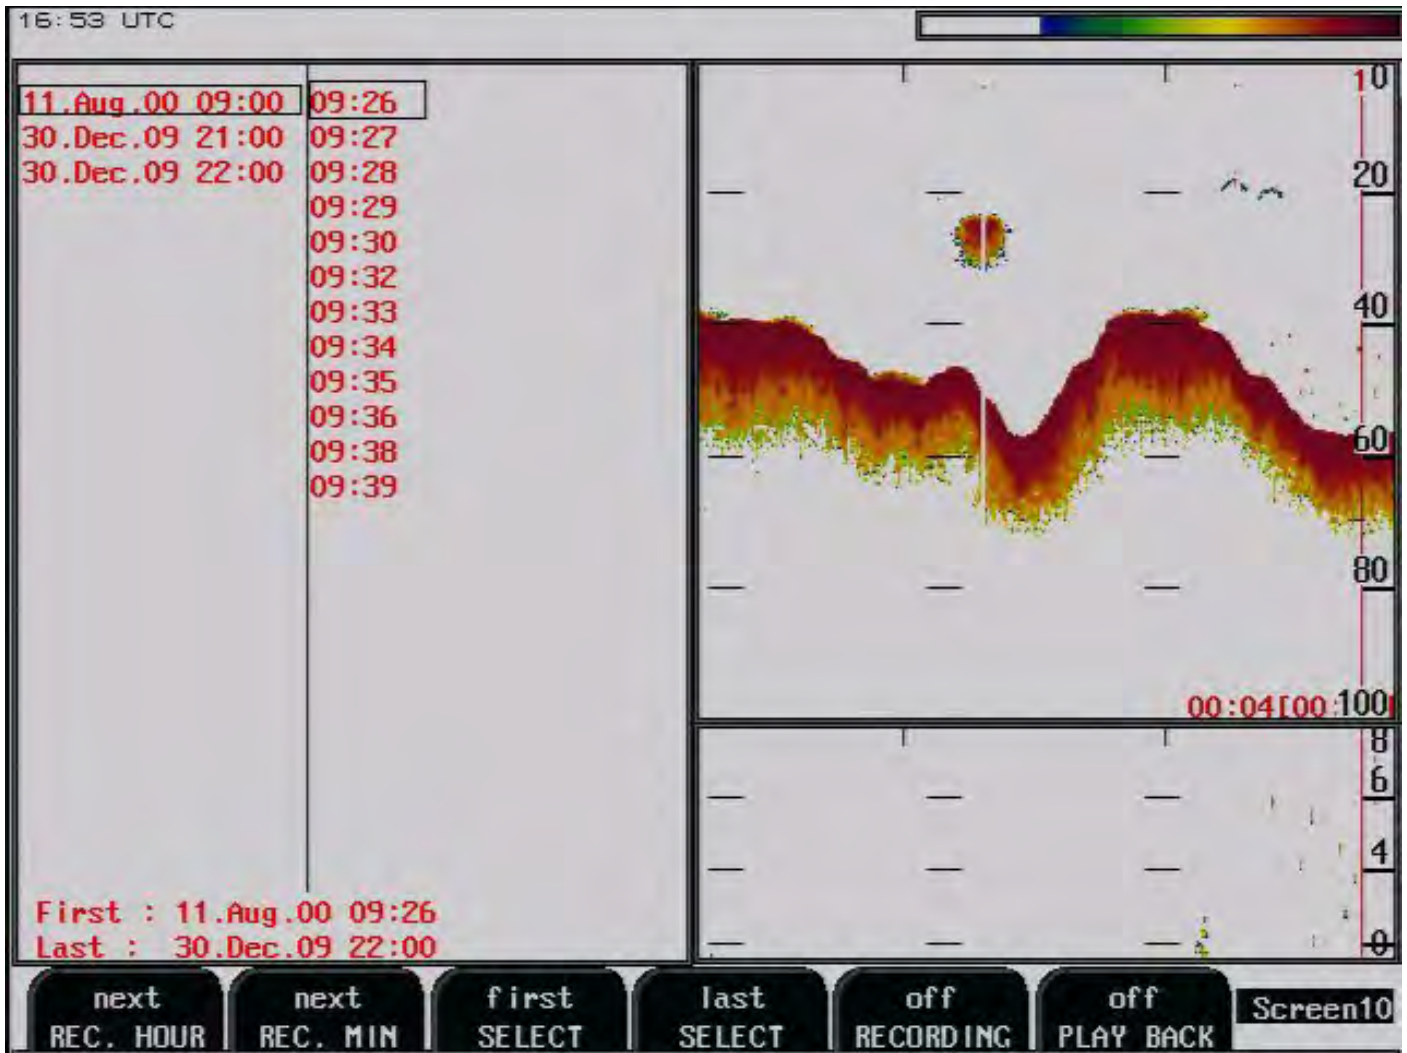 16:53 UTC
11.Aug.00 09:00
30.Dec.09 21:00
30.Dec.09 22:00
09:26
09:27
09:28
09:29
09:30
09:32
09:33
09:34
09:35
09:36
09:38
09:39
First : 11.Aug.00 09:26
Last : 30.Dec.09 22:00
10
20
40
60
80
00:04[00:
100
8
6
4
0
next
REC. HOUR
next
REC. MIN
first
SELECT
last
SELECT
off
RECORDING
off
PLAY BACK
Screen10